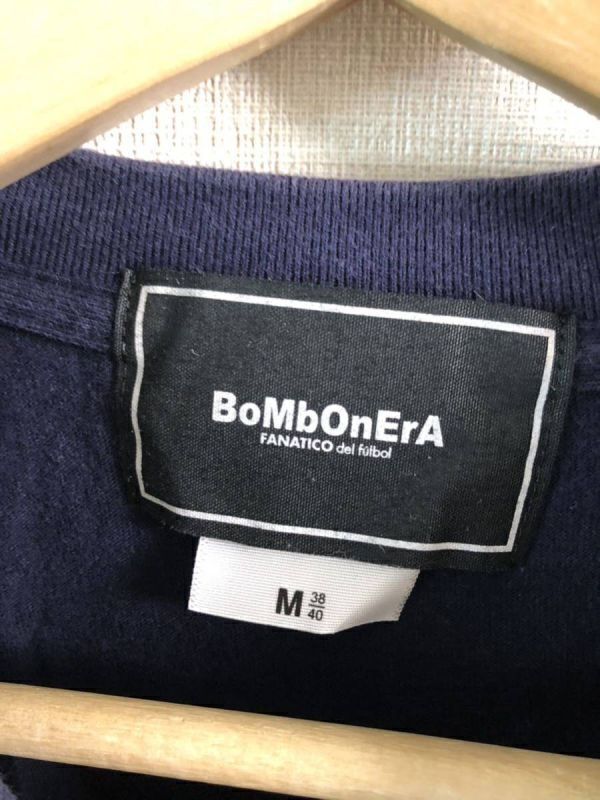 BoMbOnErA
FANATICO del fútbol
M 38/40